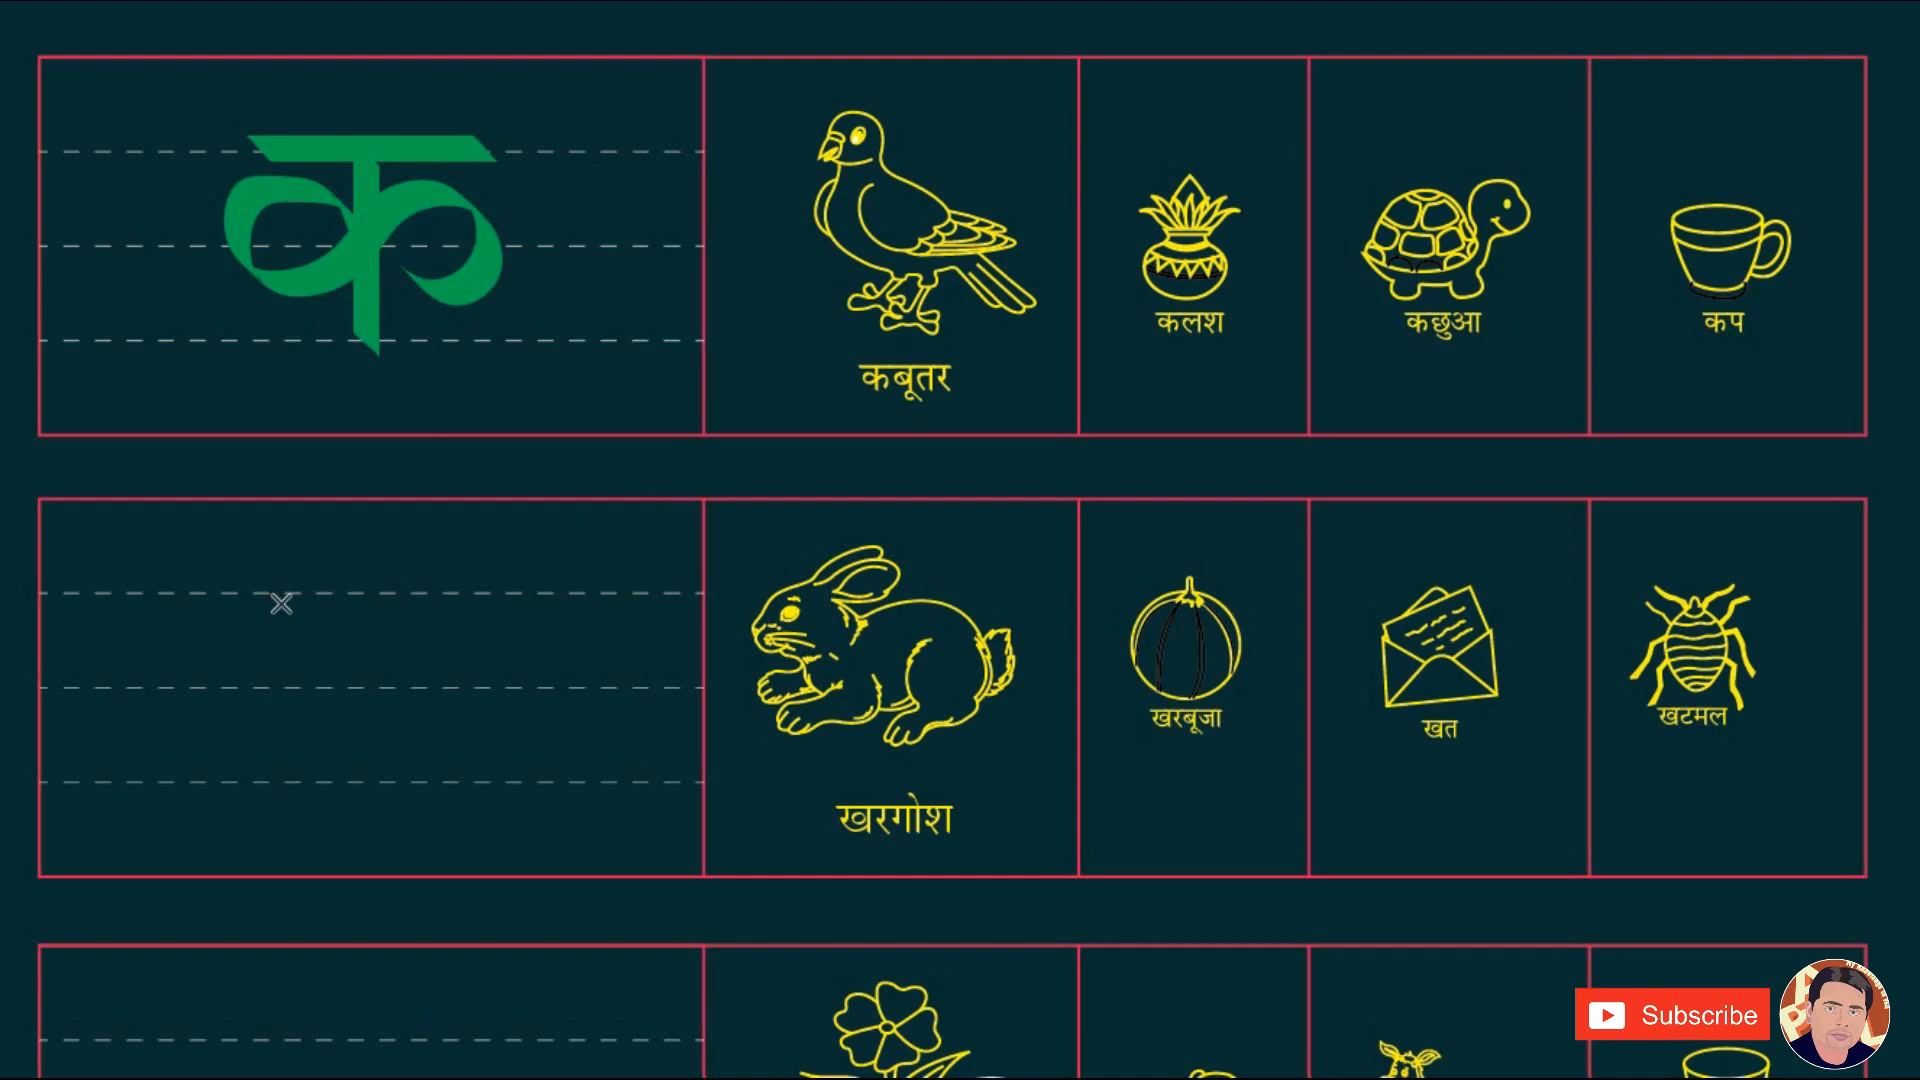 क
कबूतर
कलश
कछुआ
कप
खरगोश
खरबूजा
खत
खटमल
Subscribe